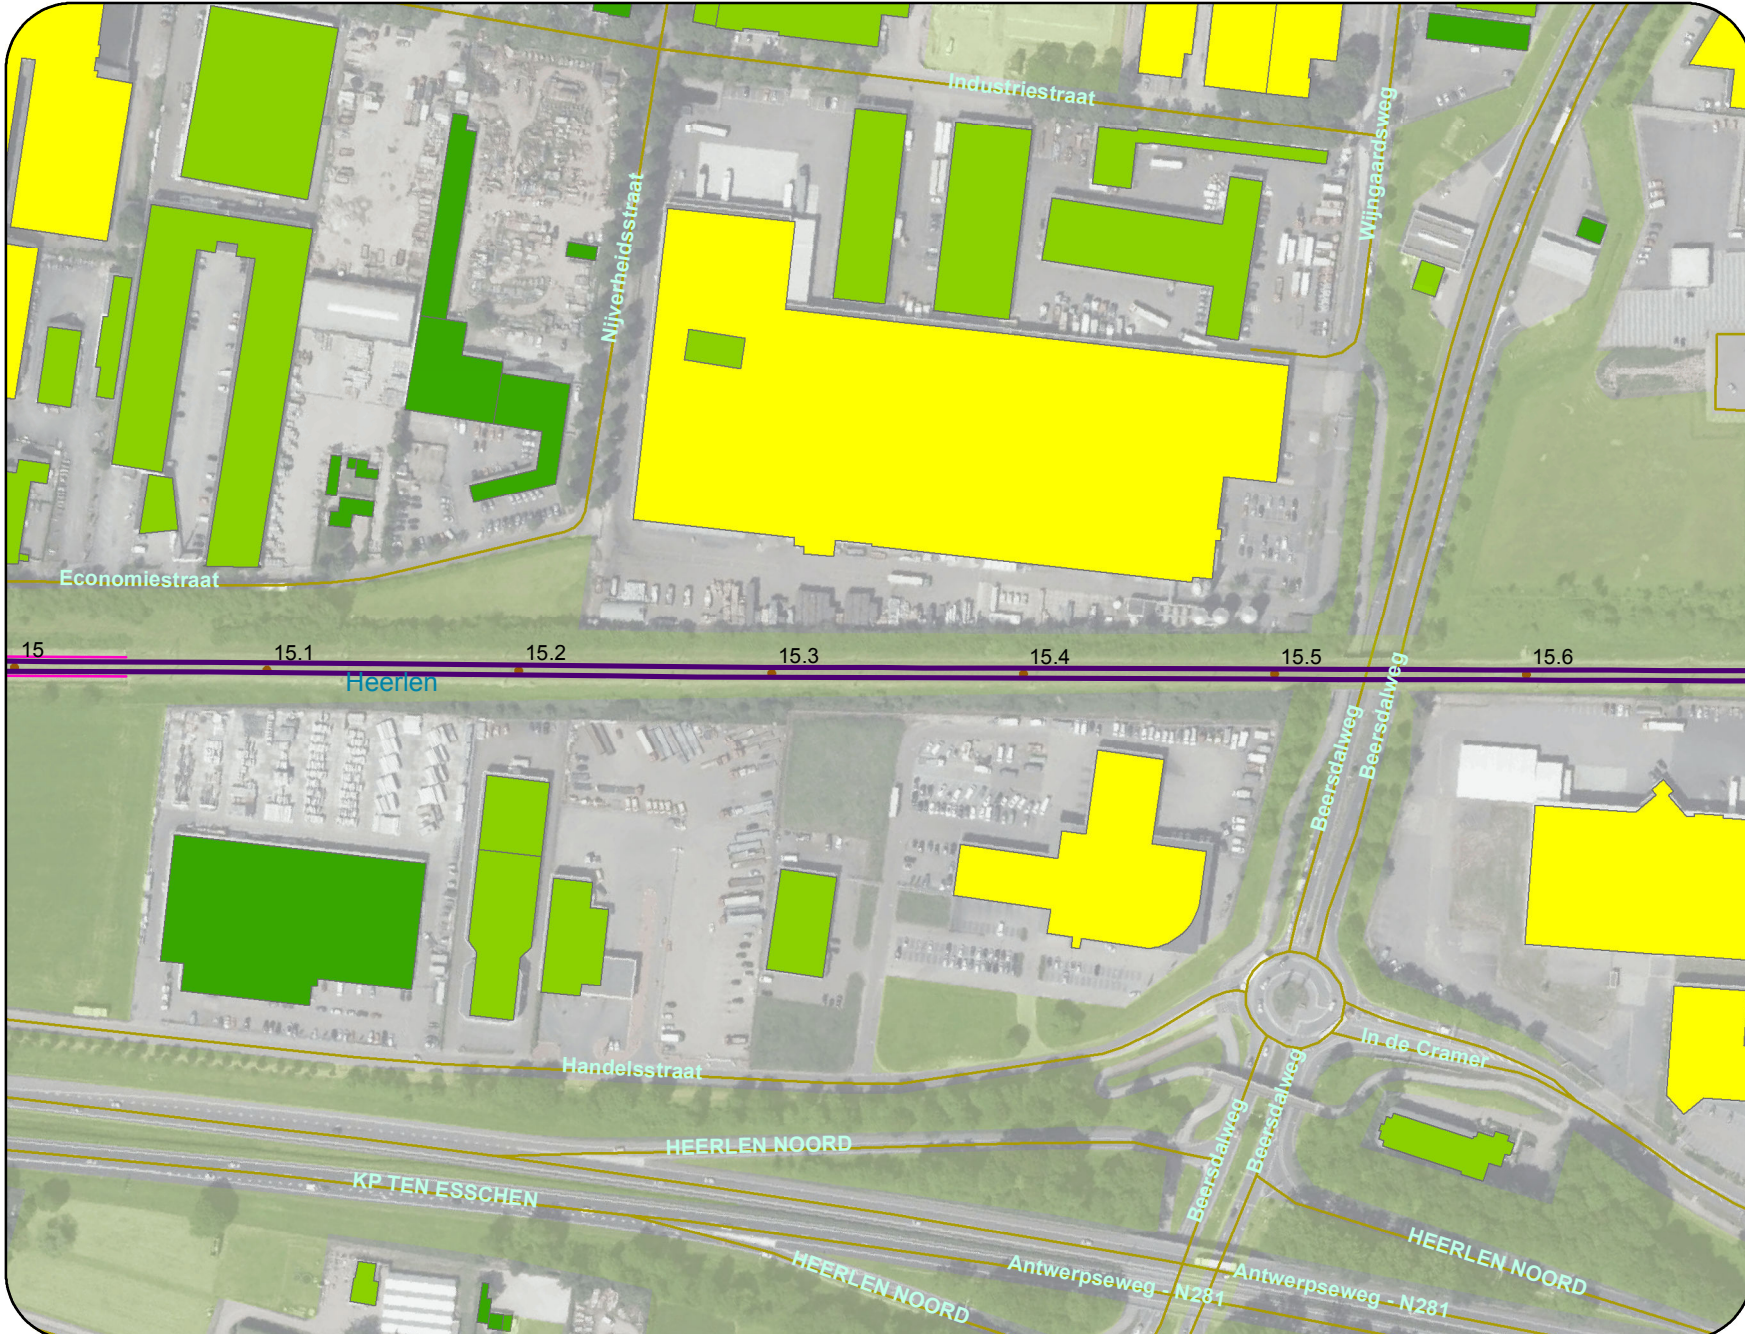 Industriestraat
Wijngaardsweg
Nijverheidsstraat
Economiestraat
15
15.1
15.2
15.3
15.4
15.5
15.6
Heerlen
Beersdalweg
Beersdalweg
Beersdalweg
In de Cramer
Handelsstraat
Beersdalweg
Beersdalweg
HEERLEN NOORD
KP TEN ESSCHEN
HEERLEN NOORD
Antwerpseweg - N281
Antwerpseweg - N281
HEERLEN NOORD